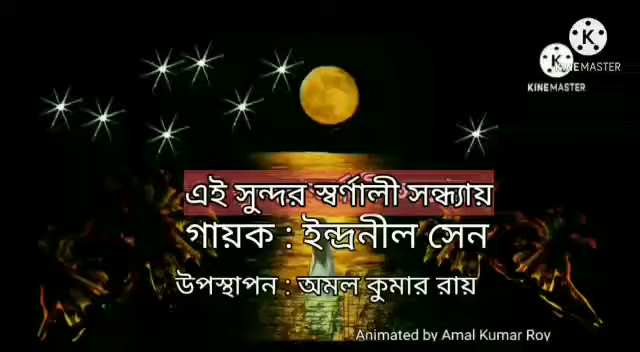 KINEMASTER
KINEMASTER
এই সুন্দর স্বর্ণালী সন্ধ্যায়
গায়ক : ইন্দ্রনীল সেন
উপস্থাপন : অমল কুমার রায়
Animated by Amal Kumar Roy